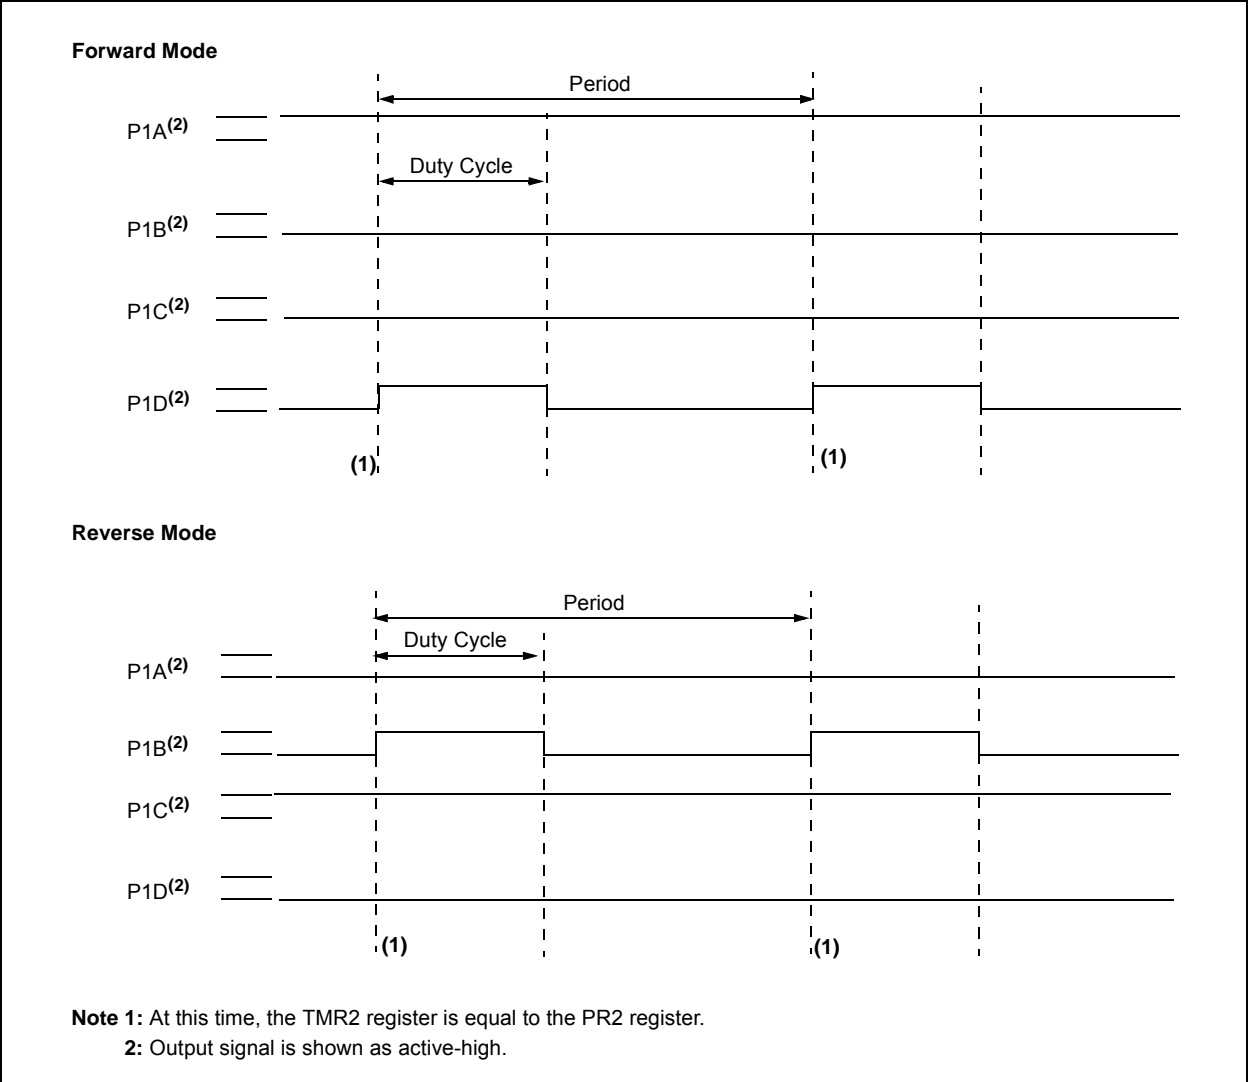 Forward Mode
Period
P1A(2)
Duty Cycle
P1B(2)
P1C(2)
P1D(2)
(1)
(1)
Reverse Mode
Period
Duty Cycle
P1A(2)
P1B(2)
P1C(2)
P1D(2)
(1)
(1)
Note 1: At this time, the TMR2 register is equal to the PR2 register.
2: Output signal is shown as active-high.